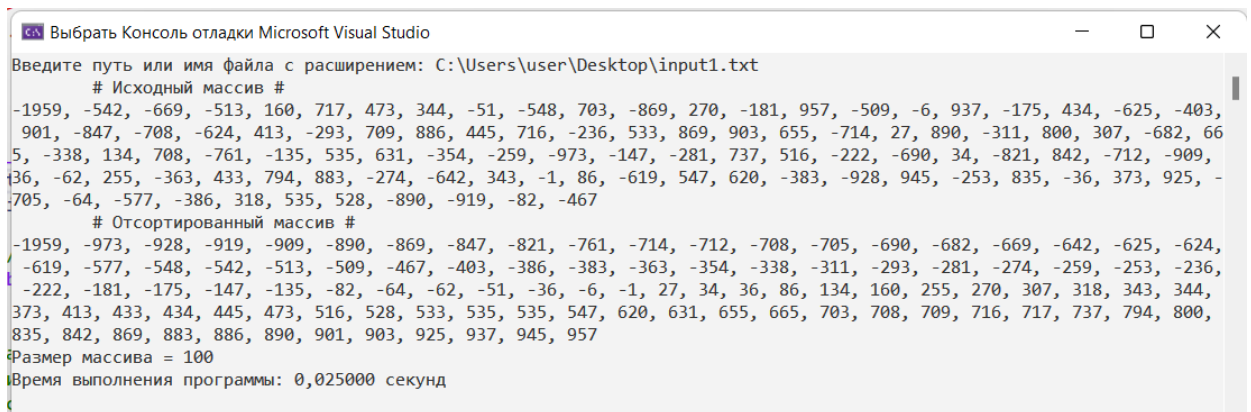 Выбрать Консоль отладки Microsoft Visual Studio
Введите путь или имя файла с расширением: C:\Users\user\Desktop\input1.txt
# Исходный массив #
-1959, -542, -669, -513, 160, 717, 473, 344, -51, -548, 703, -869, 270, -181, 957, -509, -6, 937, -175, 434, -625, -403,
901, -847, -708, -624, 413, -293, 709, 886, 445, 716, -236, 533, 869, 903, 655, -714, 27, 890, -311, 800, 307, -682, 66
5, -338, 134, 708, -761, -135, 535, 631, -354, -259, -973, -147, -281, 737, 516, -222, -690, 34, -821, 842, -712, -909,
36, -62, 255, -363, 433, 794, 883, -274, -642, 343, -1, 86, -619, 547, 620, -383, -928, 945, -253, 835, -36, 373, 925, -
705, -64, -577, -386, 318, 535, 528, -890, -919, -82, -467
# Отсортированный массив #
-1959, -973, -928, -919, -909, -890, -869, -847, -821, -761, -714, -712, -708, -705, -690, -682, -669, -642, -625, -624,
-619, -577, -548, -542, -513, -509, -467, -403, -386, -383, -363, -354, -338, -311, -293, -281, -274, -259, -253, -236,
-222, -181, -175, -147, -135, -82, -64, -62, -51, -36, -6, -1, 27, 34, 36, 86, 134, 160, 255, 270, 307, 318, 343, 344,
373, 413, 433, 434, 445, 473, 516, 528, 533, 535, 535, 547, 620, 631, 655, 665, 703, 708, 709, 716, 717, 737, 794, 800,
835, 842, 869, 883, 886, 890, 901, 903, 925, 937, 945, 957
Размер массива = 100
Время выполнения программы: 0,025000 секунд